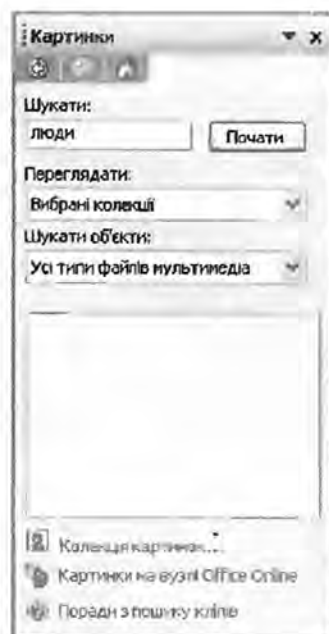 Картинки
Шукати:
люди
Почати
Переглядати:
Вибрані колекції
Шукати об'єкти:
Усі типи файлів мультимедіа
Колекція картинок...
Картинки на вузлі Office Online
Поради з пошуку кліпів